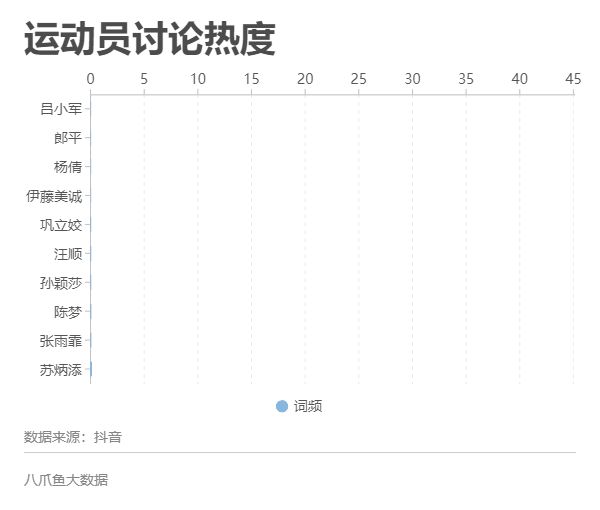 运动员讨论热度
0 5 10 15 20 25 30 35 40 45
吕小军
郎平
杨倩
伊藤美诚
巩立姣
汪顺
孙颖莎
陈梦
张雨霏
苏炳添
词频
数据来源：抖音
八爪鱼大数据